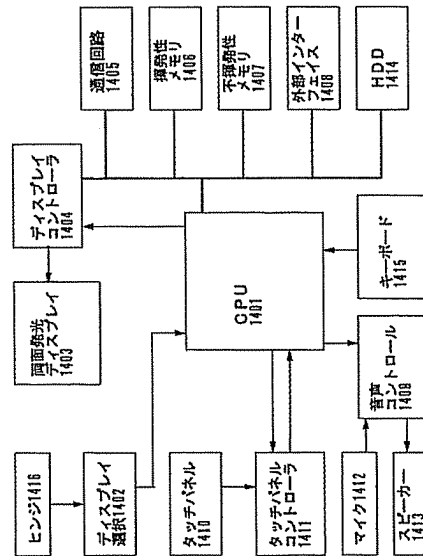 ヒンジ1416
ディスプレイ
選択1402
タッチパネル
1410
タッチパネル
コントローラ
1411
マイク1412
スピーカー
1413
両面発光
ディスプレイ
1403
ディスプレイ
コントローラ
1404
CPU
1401
音声
コントロール
1409
キーボード
1415
通信回路
1405
揮発性
メモリ
1406
不揮発性
メモリ
1407
外部インター
フェイス
1408
HDD
1414